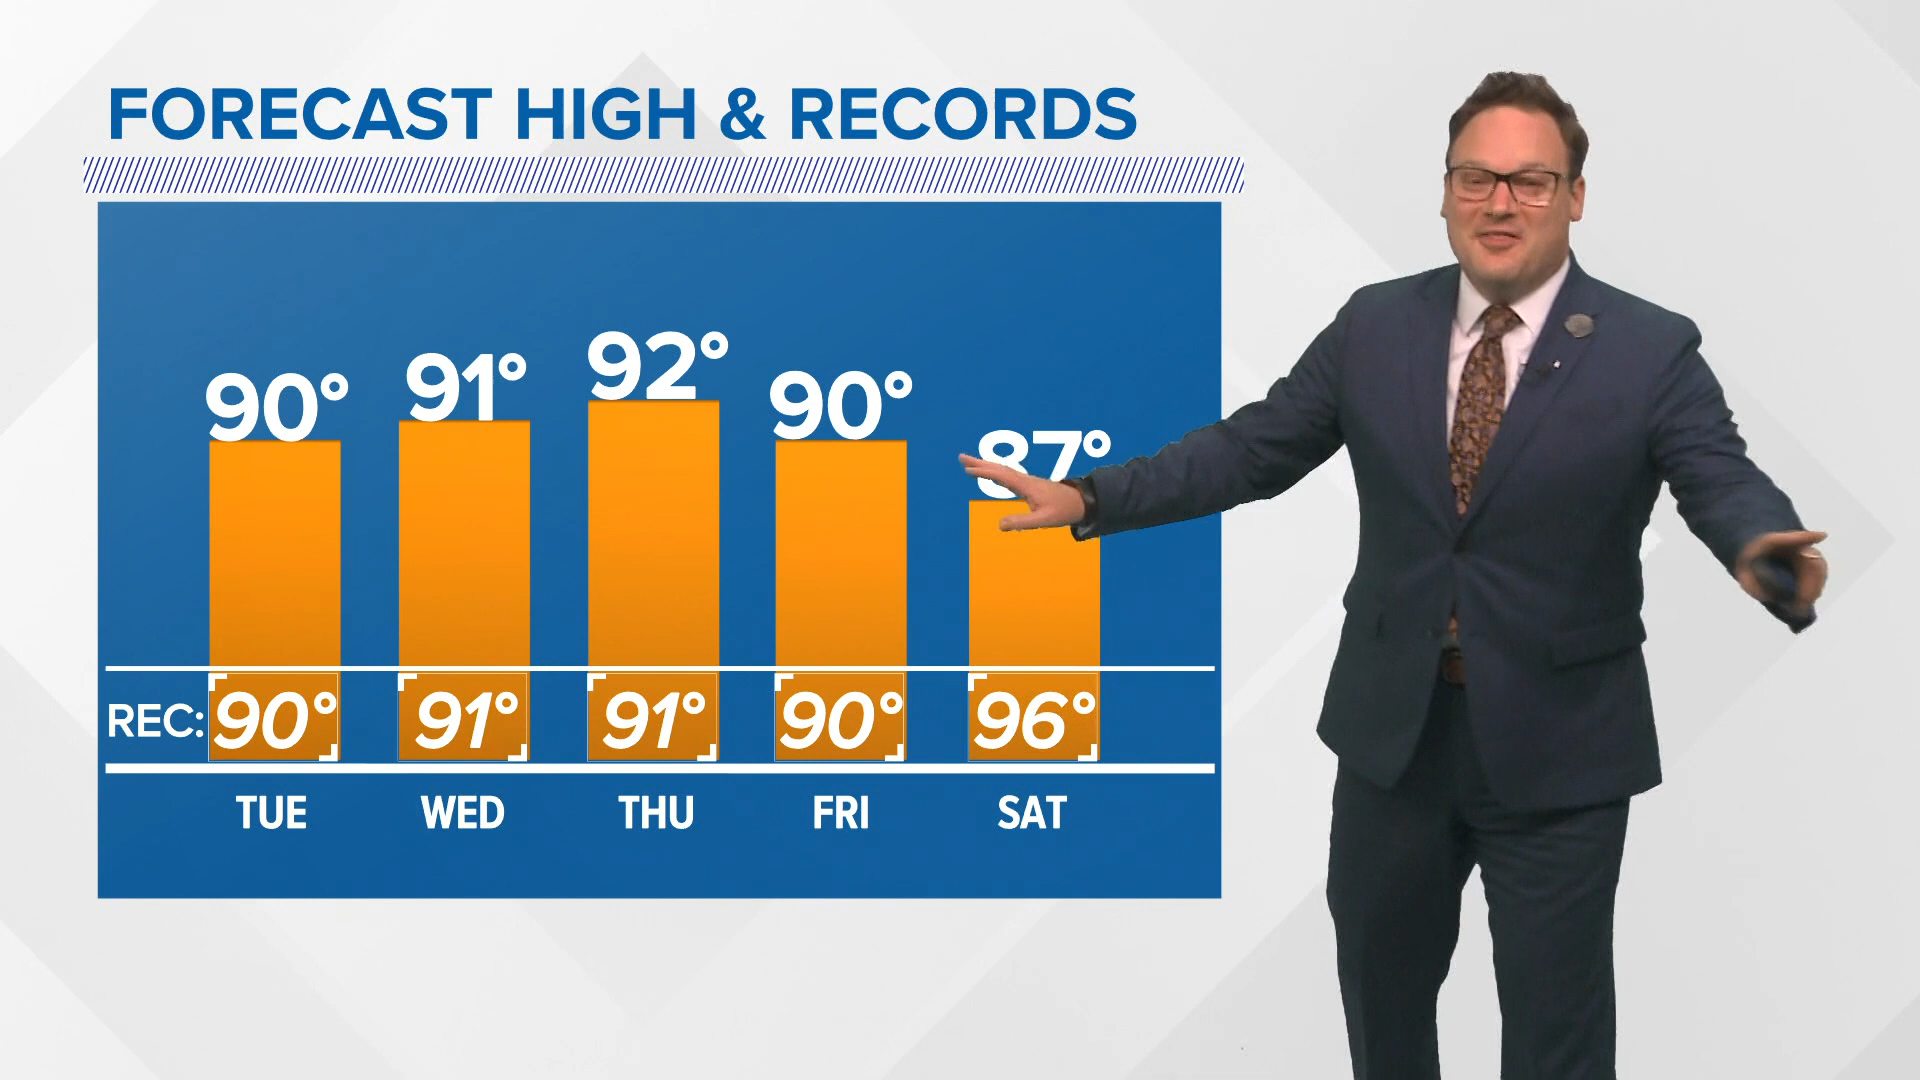 FORECAST HIGH & RECORDS
90° 91° 92° 90° 87°
REC: 90° 91° 91° 90° 96°
TUE WED THU FRI SAT